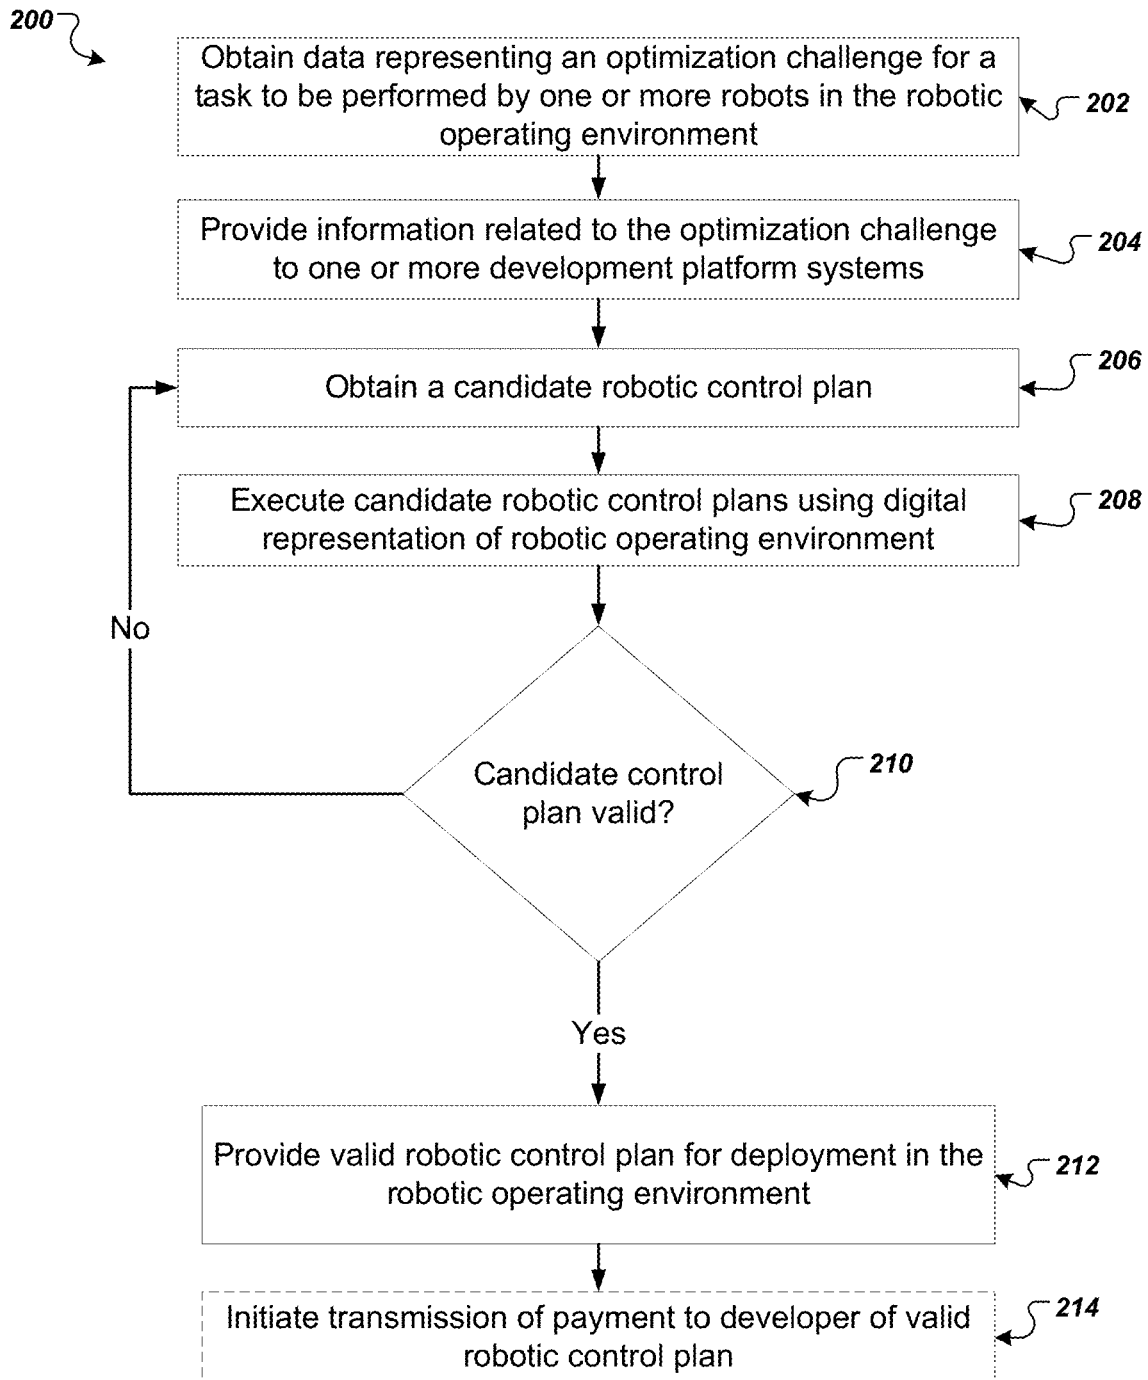 200
Obtain data representing an optimization challenge for a
task to be performed by one or more robots in the robotic
operating environment
202
Provide information related to the optimization challenge
to one or more development platform systems
204
Obtain a candidate robotic control plan
206
Execute candidate robotic control plans using digital
representation of robotic operating environment
208
No
Candidate control
plan valid?
210
Yes
Provide valid robotic control plan for deployment in the
robotic operating environment
212
Initiate transmission of payment to developer of valid
robotic control plan
214